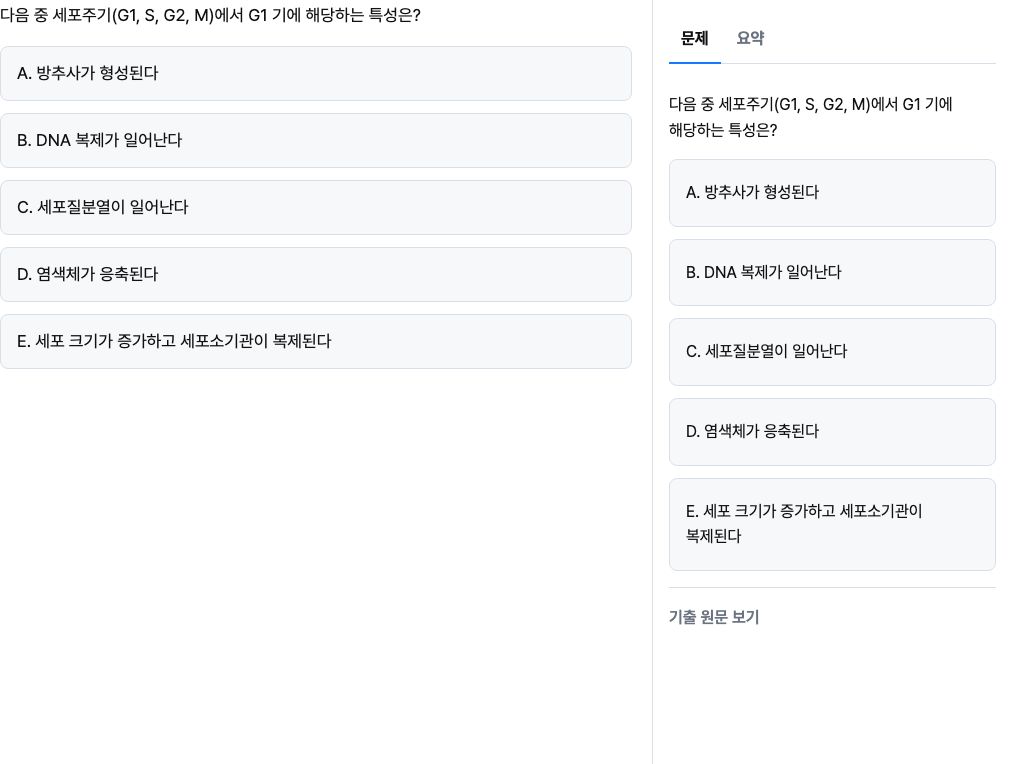 다음 중 세포주기(G1, S, G2, M)에서 G1 기에 해당하는 특성은?
A. 방추사가 형성된다
B. DNA 복제가 일어난다
C. 세포질분열이 일어난다
D. 염색체가 응축된다
E. 세포 크기가 증가하고 세포소기관이 복제된다
문제 요약
다음 중 세포주기(G1, S, G2, M)에서 G1 기에
해당하는 특성은?
A. 방추사가 형성된다
B. DNA 복제가 일어난다
C. 세포질분열이 일어난다
D. 염색체가 응축된다
E. 세포 크기가 증가하고 세포소기관이
복제된다
기출 원문 보기